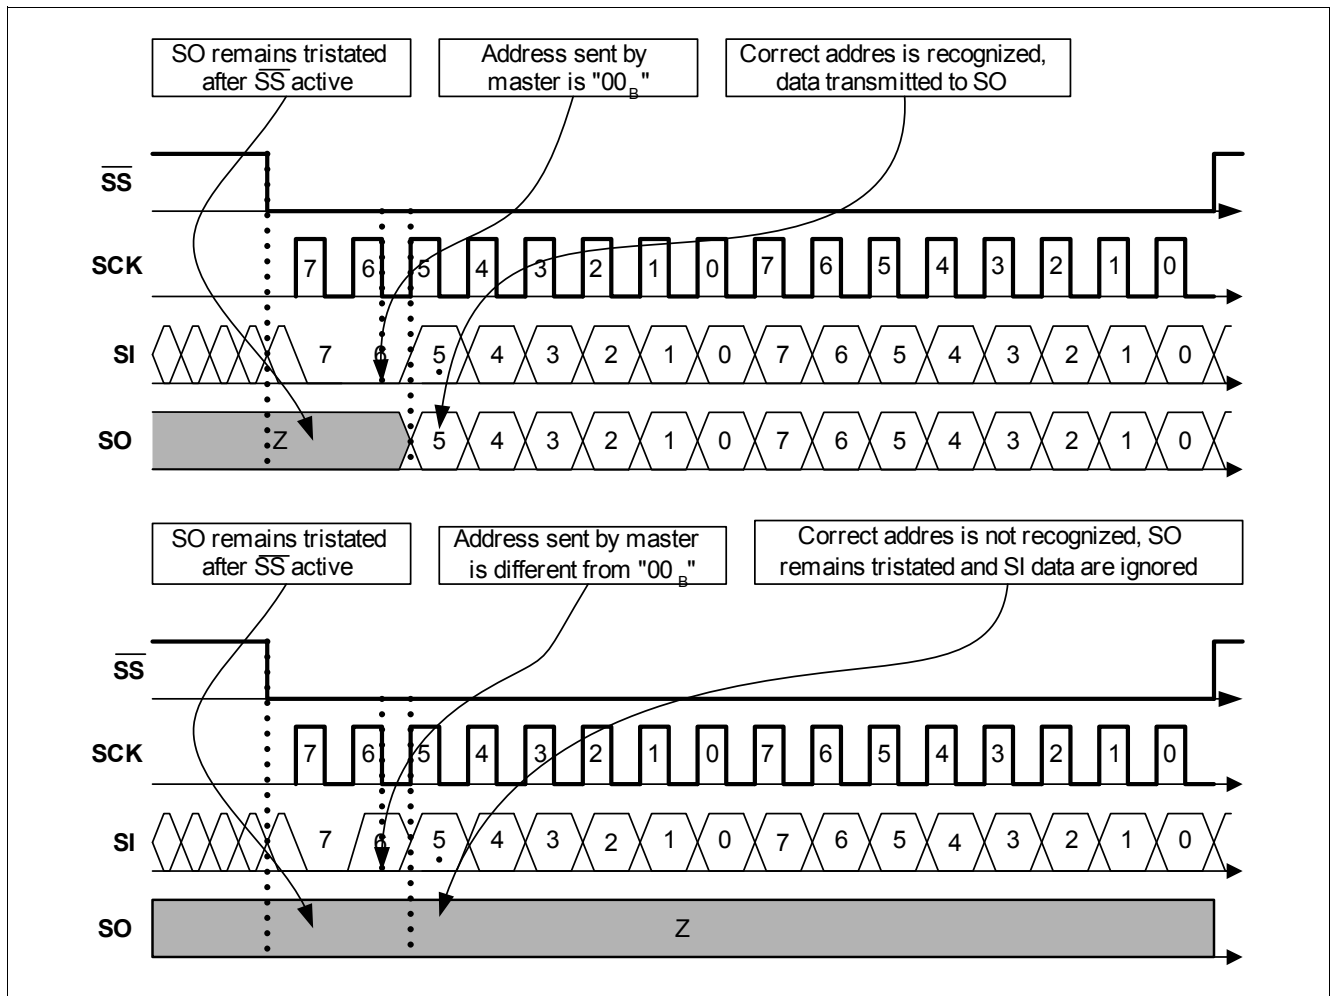 SO remains tristated
after SS active
Address sent by
master is "00B"
Correct addres is recognized,
data transmitted to SO
SS
SCK
7 6 5 4 3 2 1 0 7 6 5 4 3 2 1 0
SI
7 6 5 4 3 2 1 0 7 6 5 4 3 2 1 0
SO
Z 5 4 3 2 1 0 7 6 5 4 3 2 1 0
SO remains tristated
after SS active
Address sent by master
is different from "00B"
Correct addres is not recognized, SO
remains tristated and SI data are ignored
SS
SCK
7 6 5 4 3 2 1 0 7 6 5 4 3 2 1 0
SI
7 6 5 4 3 2 1 0 7 6 5 4 3 2 1 0
SO
Z